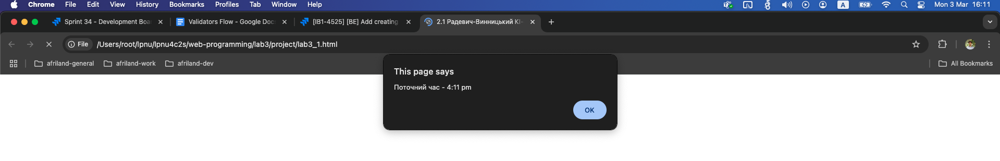 Chrome File Edit View History Bookmarks Profiles Tab Window Help A Mon 3 Mar 16:11
Sprint 34 - Development Boa Validators Flow - Google Doc [IB1-4525] [BE] Add creating 2.1 Радевич-Винницький КІ-
File /Users/root/lpnu/lpnu4c2s/web-programming/lab3/project/lab3_1.html
afriland-general afriland-work afriland-dev All Bookmarks
This page says
Поточний час - 4:11 pm
OK